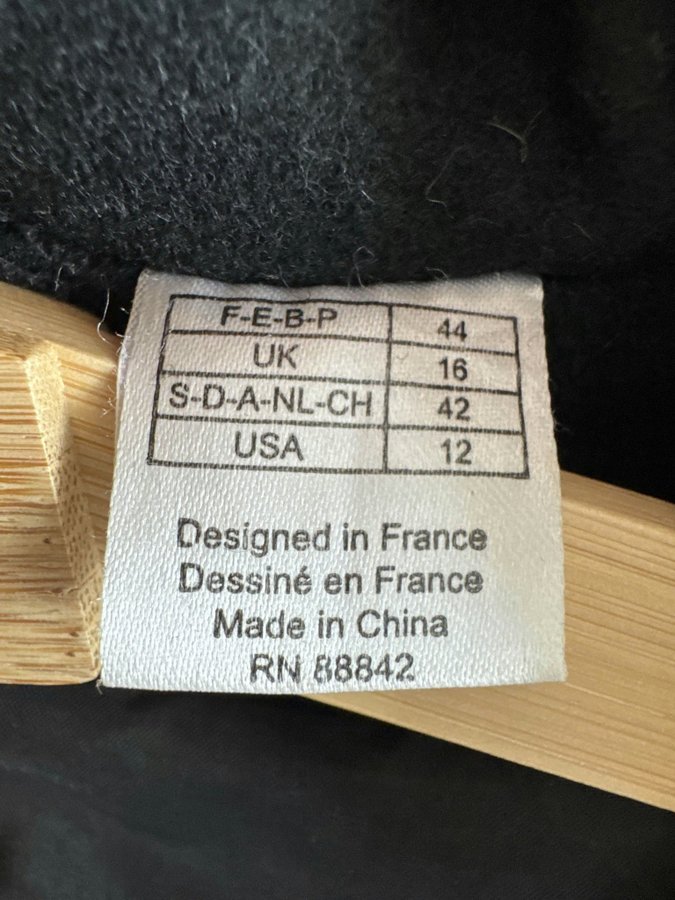 F-E-B-P 44
UK 16
S-D-A-NL-CH 42
USA 12
Designed in France
Dessiné en France
Made in China
RN 88842